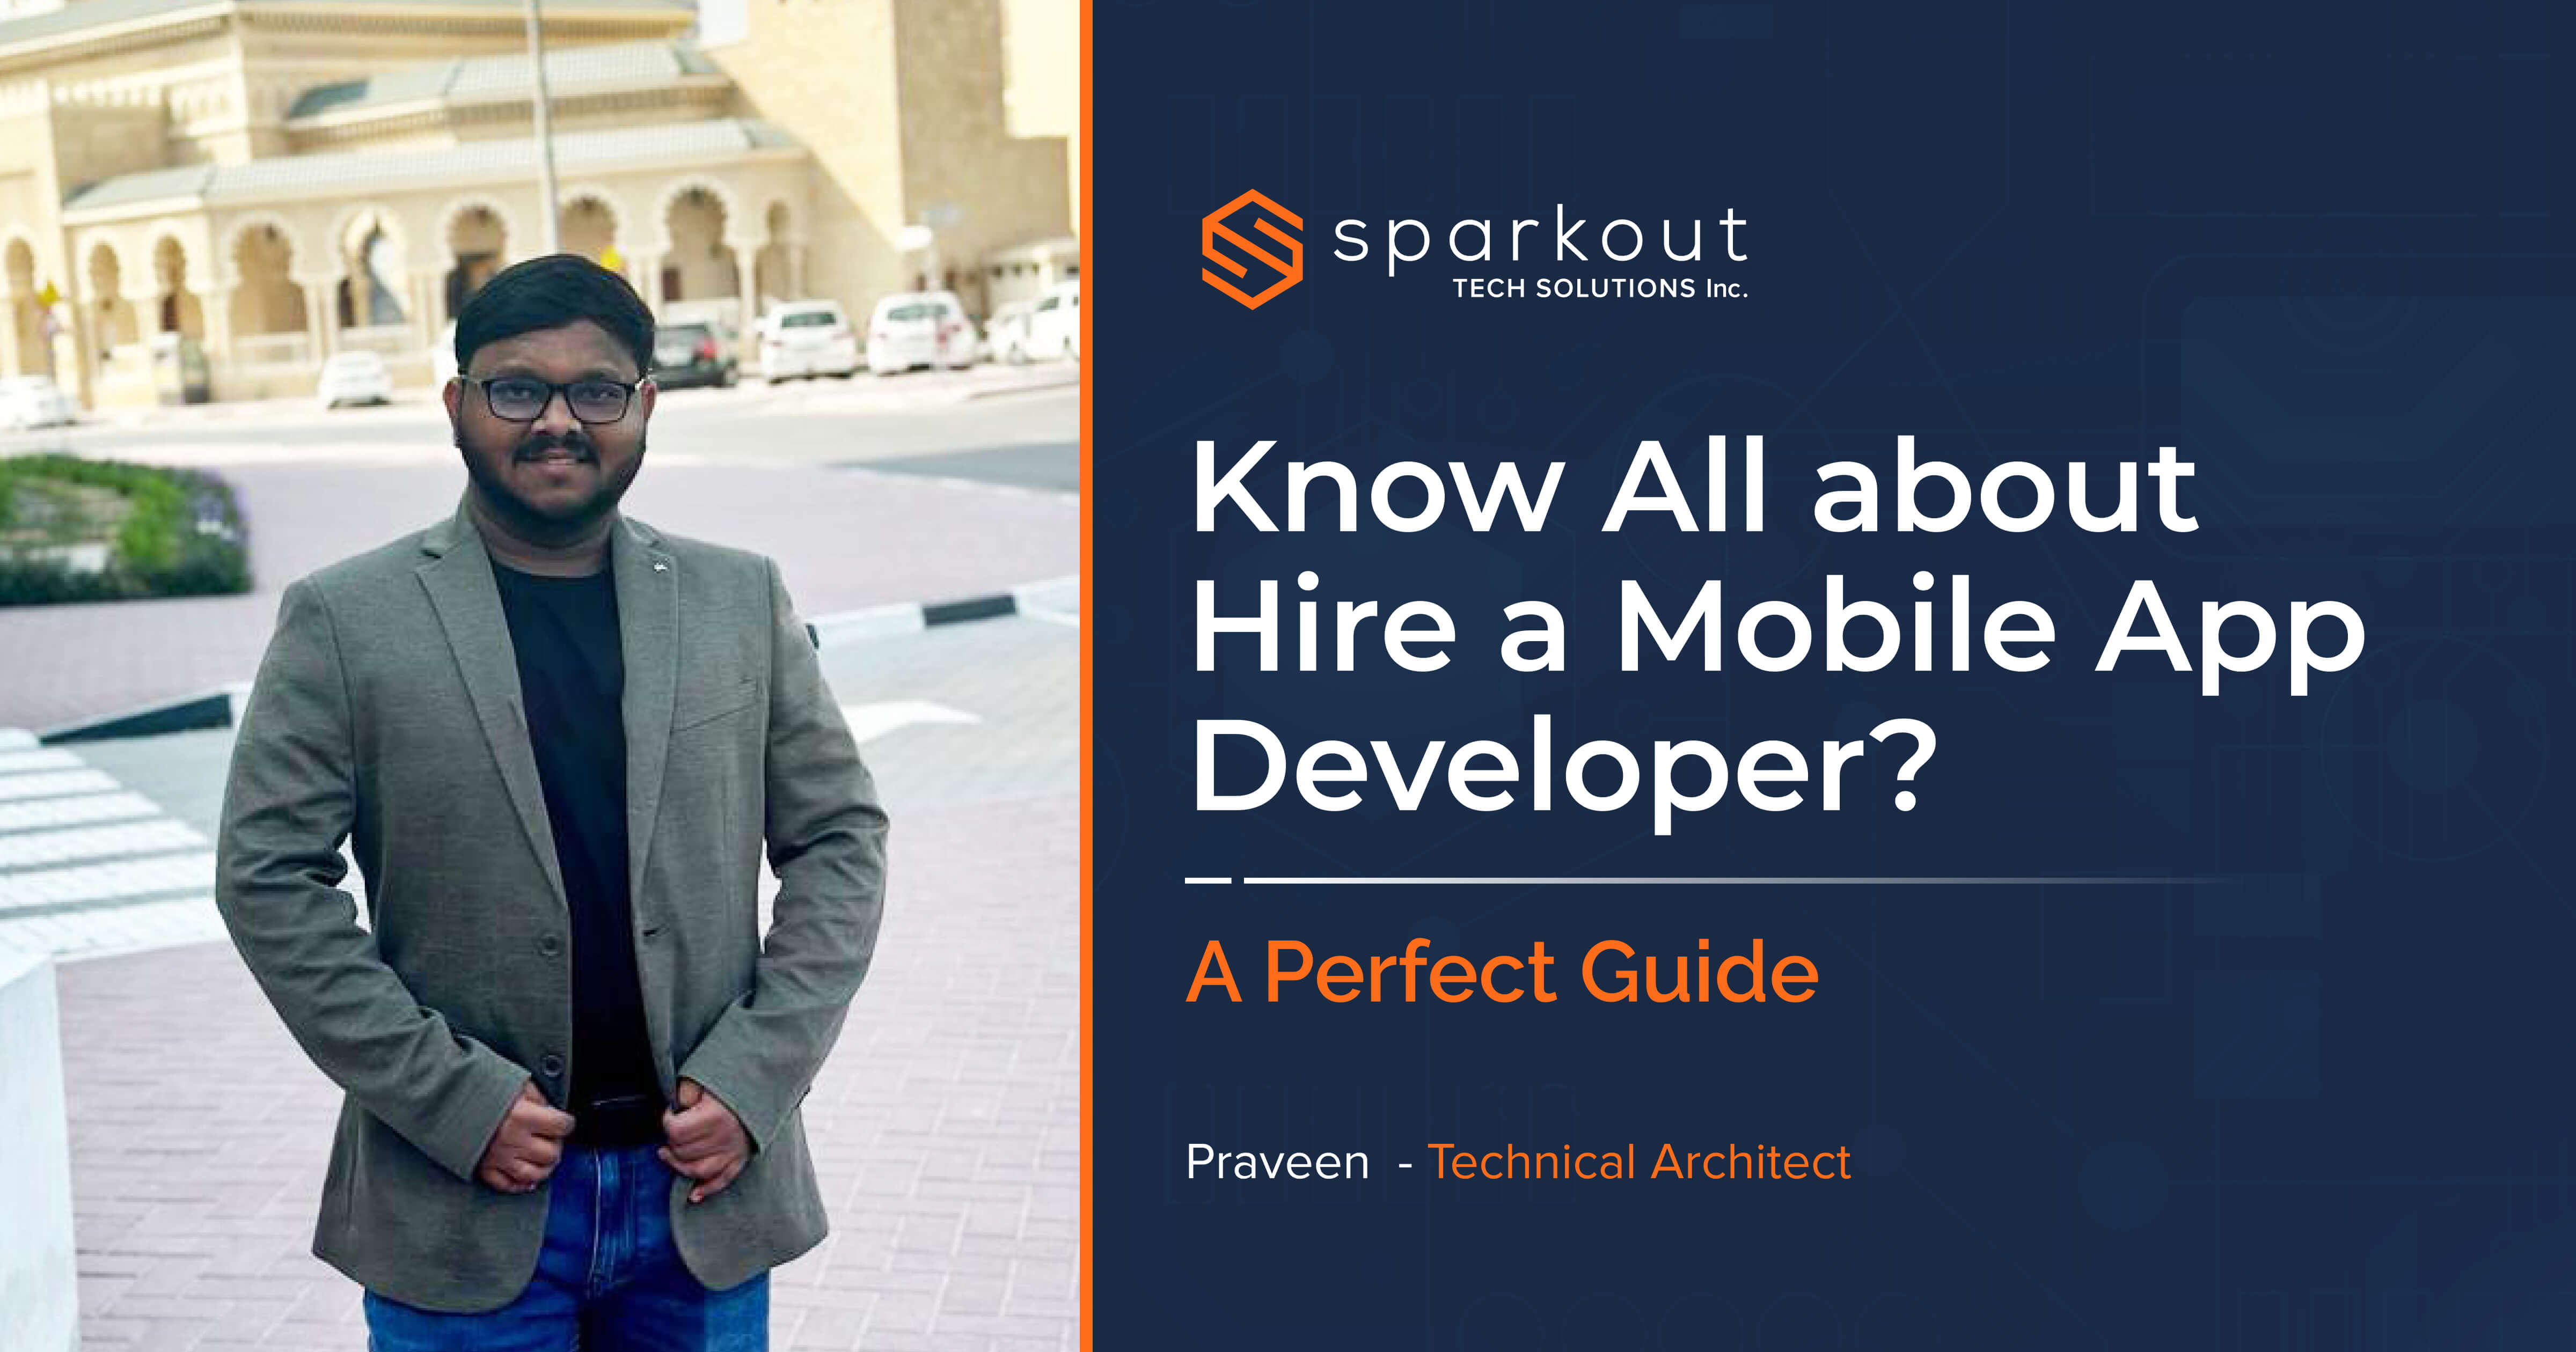 sparkout
TECH SOLUTIONS Inc.
Know All about
Hire a Mobile App
Developer?
A Perfect Guide
Praveen - Technical Architect